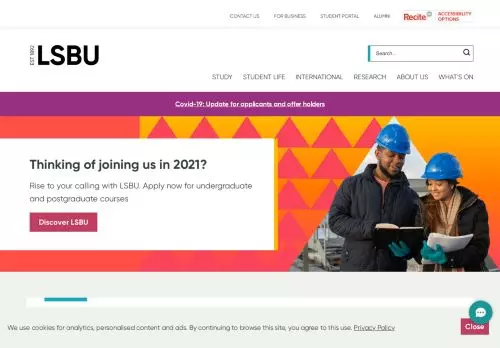 CONTACT US FOR BUSINESS STUDENT PORTAL ALUMNI Recite ACCESSIBILITY OPTIONS
EST 1892 LSBU
Search...
STUDY STUDENT LIFE INTERNATIONAL RESEARCH ABOUT US WHAT'S ON
Covid-19: Update for applicants and offer holders
Thinking of joining us in 2021?
Rise to your calling with LSBU. Apply now for undergraduate
and postgraduate courses
Discover LSBU
We use cookies for analytics, personalised content and ads. By continuing to browse this site, you agree to this use. Privacy Policy
Close